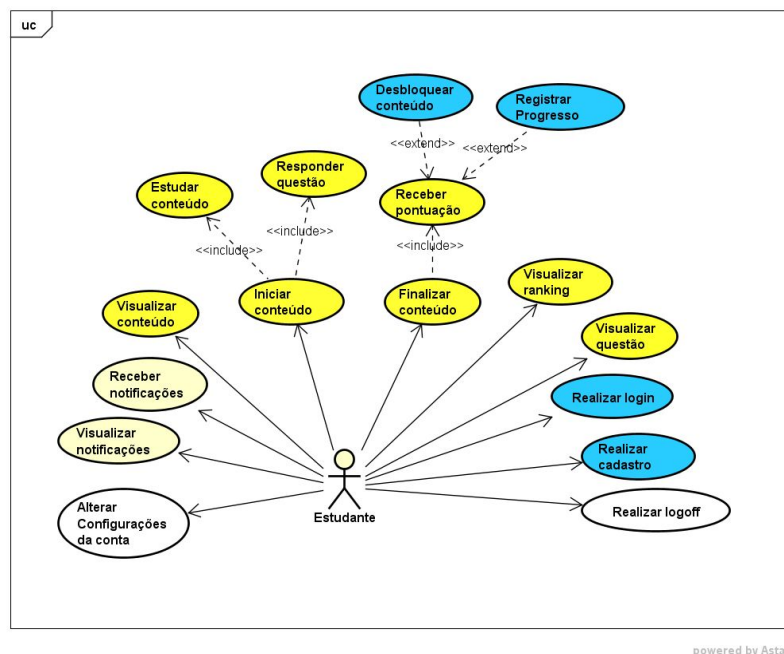 uc
Desbloquear
conteúdo
Registrar
Progresso
<<extend>>
<<extend>>
Responder
questão
Estudar
conteúdo
Receber
pontuação
<<include>>
<<include>>
<<include>>
Visualizar
ranking
Visualizar
conteúdo
Iniciar
conteúdo
Finalizar
conteúdo
Visualizar
questão
Receber
notificações
Realizar login
Visualizar
notificações
Realizar
cadastro
Alterar
Configurações
da conta
Estudante
Realizar logoff
powered by Asta